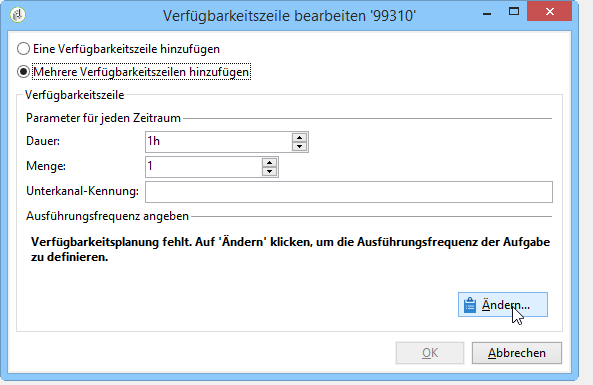 Verfügbarkeitszeile bearbeiten '99310'
Eine Verfügbarkeitszeile hinzufügen
Mehrere Verfügbarkeitszeilen hinzufügen
Verfügbarkeitszeile
Parameter für jeden Zeitraum
Dauer: 1h
Menge: 1
Unterkanal-Kennung:
Ausführungsfrequenz angeben
Verfügbarkeitsplanung fehlt. Auf 'Ändern' klicken, um die Ausführungsfrequenz der Aufgabe
zu definieren.
Ändern...
OK Abbrechen